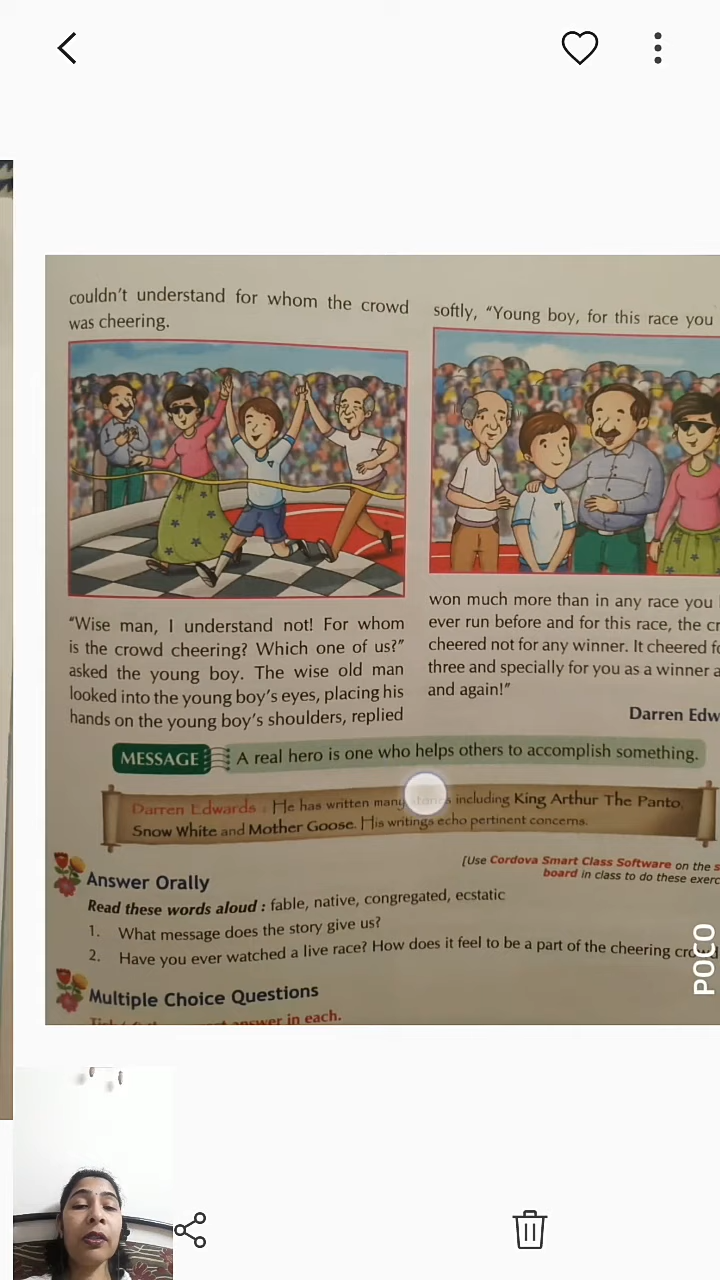 couldn't understand for whom the crowd
was cheering.
"Wise man, I understand not! For whom
is the crowd cheering? Which one of us?"
asked the young boy. The wise old man
looked into the young boy's eyes, placing his
hands on the young boy's shoulders, replied
softly, "Young boy, for this race you
won much more than in any race you
ever run before and for this race, the
cheered not for any winner. It cheered
three and specially for you as a winner
and again!"
Darren
MESSAGE A real hero is one who helps others to accomplish something.
Darren Edwards : He has written many including King Arthur The Panto,
Snow White and Mother Goose. His writings echo pertinent concerns.
[Use Cordova Smart Class Software on the
board in class to do these
Answer Orally
Read these words aloud : fable, native, congregated, ecstatic
1. What message does the story give us?
2. Have you ever watched a live race? How does it feel to be a part of the cheering
Multiple Choice Questions
answer in each.
POCO